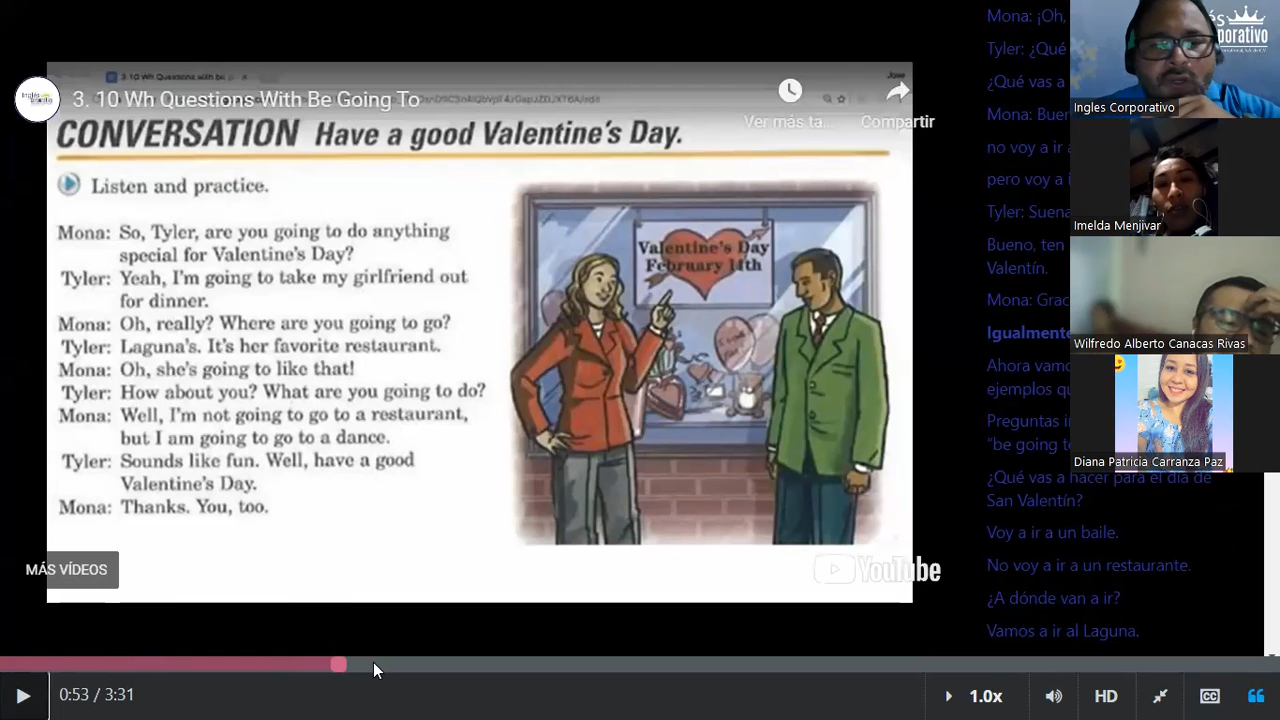 3. 10 Wh Questions With Be Going To
Ver más ta...
Compartir
CONVERSATION Have a good Valentine's Day.
Listen and practice.
Mona: So, Tyler, are you going to do anything
special for Valentine's Day?
Tyler: Yeah, I'm going to take my girlfriend out
for dinner.
Mona: Oh, really? Where are you going to go?
Tyler: Laguna's. It's her favorite restaurant.
Mona: Oh, she's going to like that!
Tyler: How about you? What are you going to do?
Mona: Well, I'm not going to go to a restaurant,
but I am going to go to a dance.
Tyler: Sounds like fun. Well, have a good
Valentine's Day.
Mona: Thanks. You, too.
Valentine's Day
February 14th
MÁS VÍDEOS
YouTube
0:53 / 3:31
1.0x
HD
CC
Mona: ¡Oh,
Tyler: ¿Qué
¿Qué vas a
Mona: Buen
no voy a ir a
pero voy a i
Tyler: Suena
Bueno, ten
Valentín.
Mona: Grac
Igualmente
Ahora vamo
ejemplos qu
Preguntas i
"be going to
¿Qué vas a hacer para el día de
San Valentín?
Voy a ir a un baile.
No voy a ir a un restaurante.
¿A dónde van a ir?
Vamos a ir al Laguna.
Ingles Corporativo
Imelda Menjivar
Wilfredo Alberto Canacas Rivas
Diana Patricia Carranza Paz